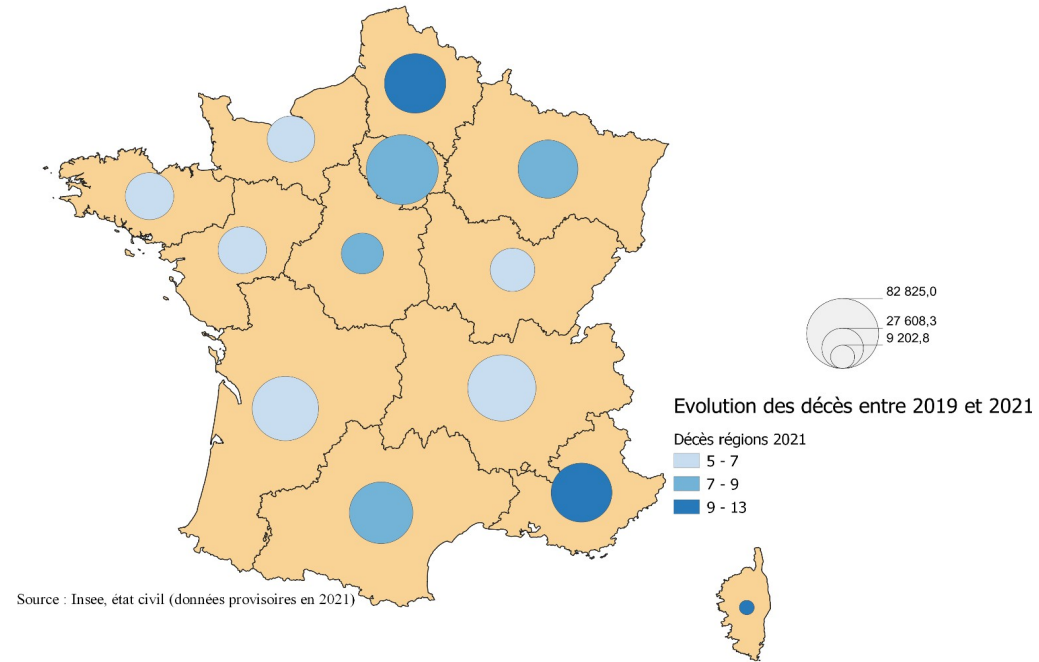 82 825,0
27 608,3
9 202,8
Evolution des décès entre 2019 et 2021
Décès régions 2021
5 - 7
7 - 9
9 - 13
Source : Insee, état civil (données provisoires en 2021)